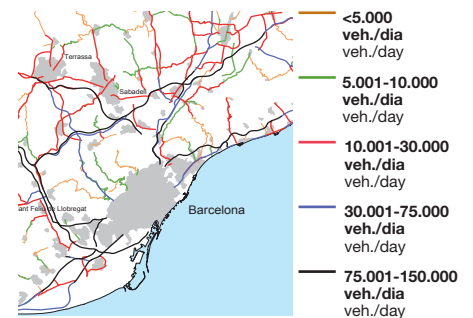 Terrassa
Sabadell
ant Feliu de Llobregat
Barcelona
<5.000
veh./dia
veh./day
5.001-10.000
veh./dia
veh./day
10.001-30.000
veh./dia
veh./day
30.001-75.000
veh./dia
veh./day
75.001-150.000
veh./dia
veh./day